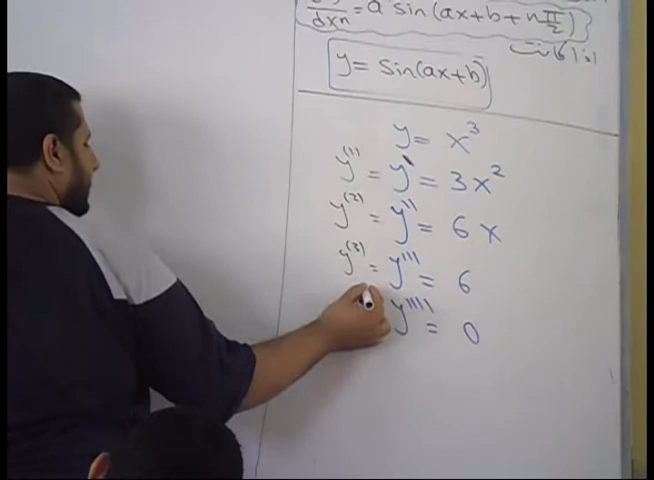 dxn = a sin(ax+b+nπ/2)
y = sin(ax+b)
y = x³
y⁽¹⁾ = y' = 3x²
y⁽²⁾ = y'' = 6x
y⁽³⁾ = y''' = 6
y'''' = 0